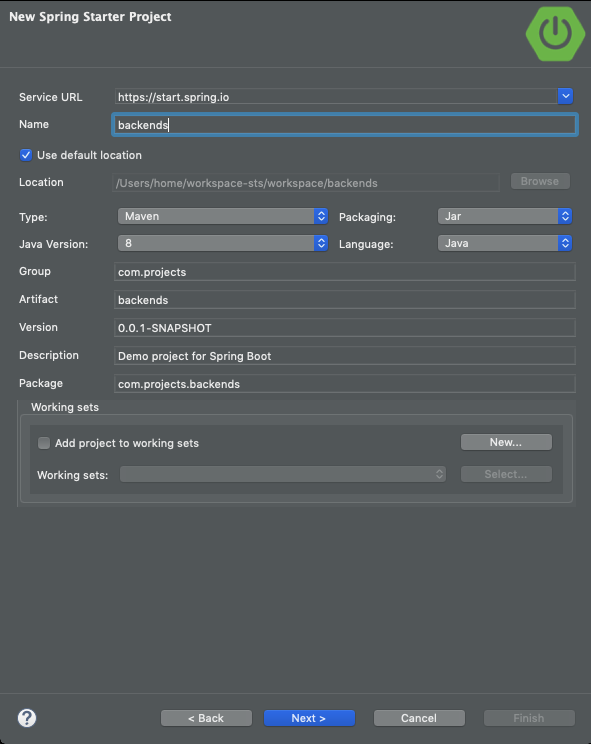 New Spring Starter Project
Service URL https://start.spring.io
Name backends
Use default location
Location /Users/home/workspace-sts/workspace/backends Browse
Type: Maven Packaging: Jar
Java Version: 8 Language: Java
Group com.projects
Artifact backends
Version 0.0.1-SNAPSHOT
Description Demo project for Spring Boot
Package com.projects.backends
Working sets
Add project to working sets New...
Working sets: Select...
? < Back Next > Cancel Finish